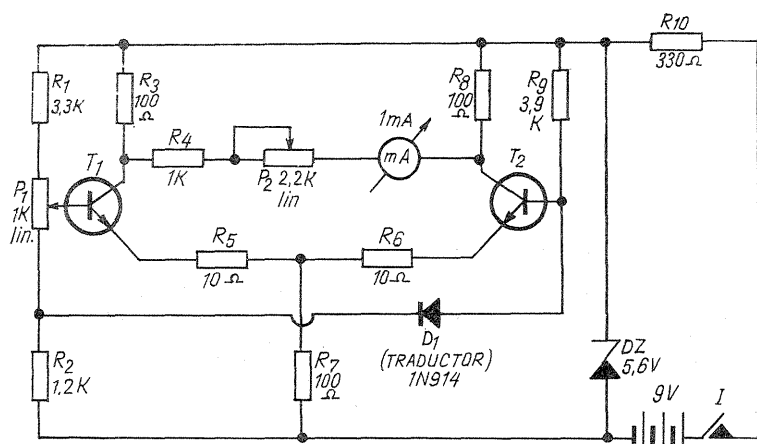 R10
330Ω
R1
3,3K
R3
100
Ω
R4
1K
P2 2,2K
lin
1mA
mA
R8
100
Ω
R9
3,9
K
T1
T2
P1
1K
lin.
R5
10Ω
R6
10Ω
D1
(TRADUCTOR)
1N914
R2
1,2K
R7
100
Ω
DZ
5,6V
9V
I